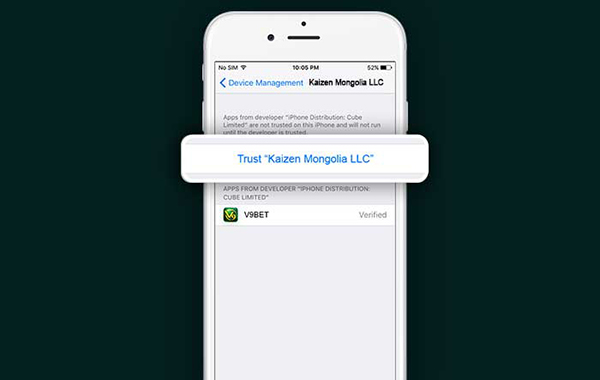 No SIM 10:05 PM 52%
Device Management Kaizen Mongolia LLC
Apps from developer "iPhone Distribution: Cube
Limited" are not trusted on this iPhone and will not run
until the developer is trusted.
Trust “Kaizen Mongolia LLC”
APPS FROM DEVELOPER "IPHONE DISTRIBUTION:
CUBE LIMITED"
V9BET Verified